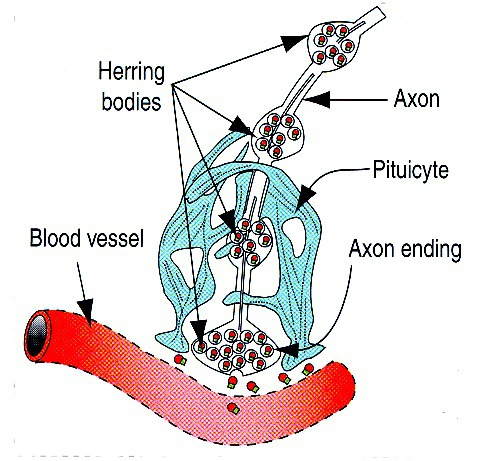 Herring
bodies
Axon
Pituicyte
Blood vessel
Axon ending